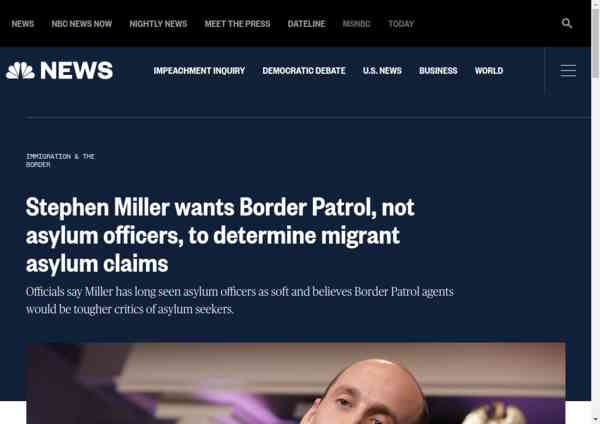 NEWS NBC NEWS NOW NIGHTLY NEWS MEET THE PRESS DATELINE MSNBC TODAY
NEWS IMPEACHMENT INQUIRY DEMOCRATIC DEBATE U.S. NEWS BUSINESS WORLD
IMMIGRATION & THE
BORDER
Stephen Miller wants Border Patrol, not
asylum officers, to determine migrant
asylum claims
Officials say Miller has long seen asylum officers as soft and believes Border Patrol agents
would be tougher critics of asylum seekers.